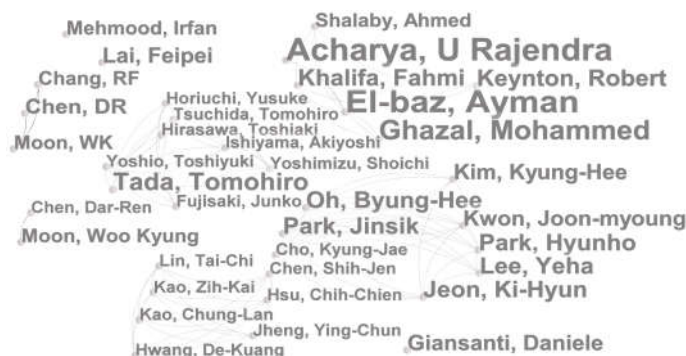 Mehmood, Irfan
Shalaby, Ahmed
Lai, Feipei
Acharya, U Rajendra
Chang, RF
Khalifa, Fahmi
Keynton, Robert
Chen, DR
Horiuchi, Yusuke
El-baz, Ayman
Tsuchida, Tomohiro
Hirasawa, Toshiaki
Ghazal, Mohammed
Moon, WK
Ishiyama, Akiyoshi
Yoshio, Toshiyuki
Yoshimizu, Shoichi
Kim, Kyung-Hee
Tada, Tomohiro
Chen, Dar-Ren
Fujisaki, Junko
Oh, Byung-Hee
Kwon, Joon-myoung
Park, Jinsik
Moon, Woo Kyung
Park, Hyunho
Cho, Kyung-Jae
Lin, Tai-Chi
Chen, Shih-Jen
Lee, Yeha
Kao, Zih-Kai
Hsu, Chih-Chien
Jeon, Ki-Hyun
Kao, Chung-Lan
Jheng, Ying-Chun
Giansanti, Daniele
Hwang, De-Kuang